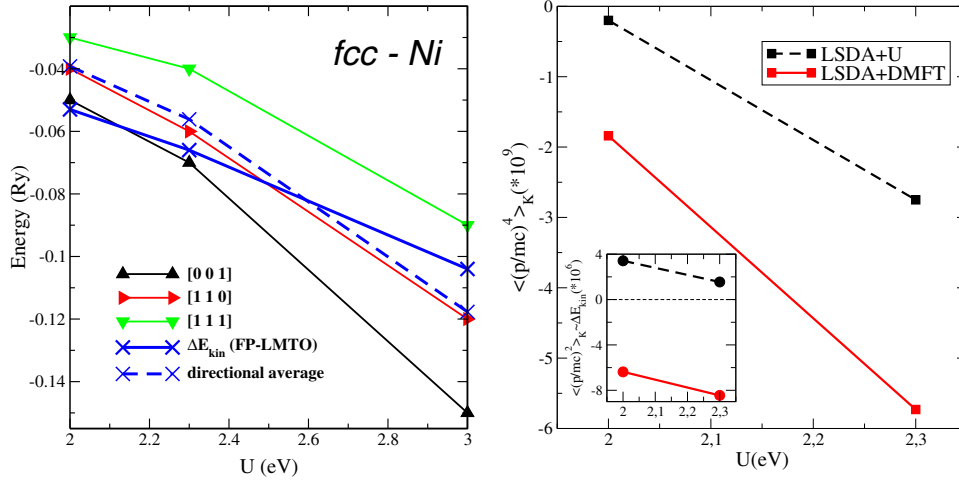 fcc - Ni
Energy (Ry)
-0.04
-0.06
-0.08
-0.1
-0.12
-0.14
[0 0 1]
[1 1 0]
[1 1 1]
ΔE_kin (FP-LMTO)
directional average
2 2.2 2.4 2.6 2.8 3
U (eV)
<(p/mc)^4>_K(*10^9)
0
-1
-2
-3
-4
-5
-6
LSDA+U
LSDA+DMFT
<(p/mc)^2>_K~ΔE_kin(*10^6)
4
0
-4
-8
2 2,1 2,2 2,3
2 2,1 2,2 2,3
U(eV)